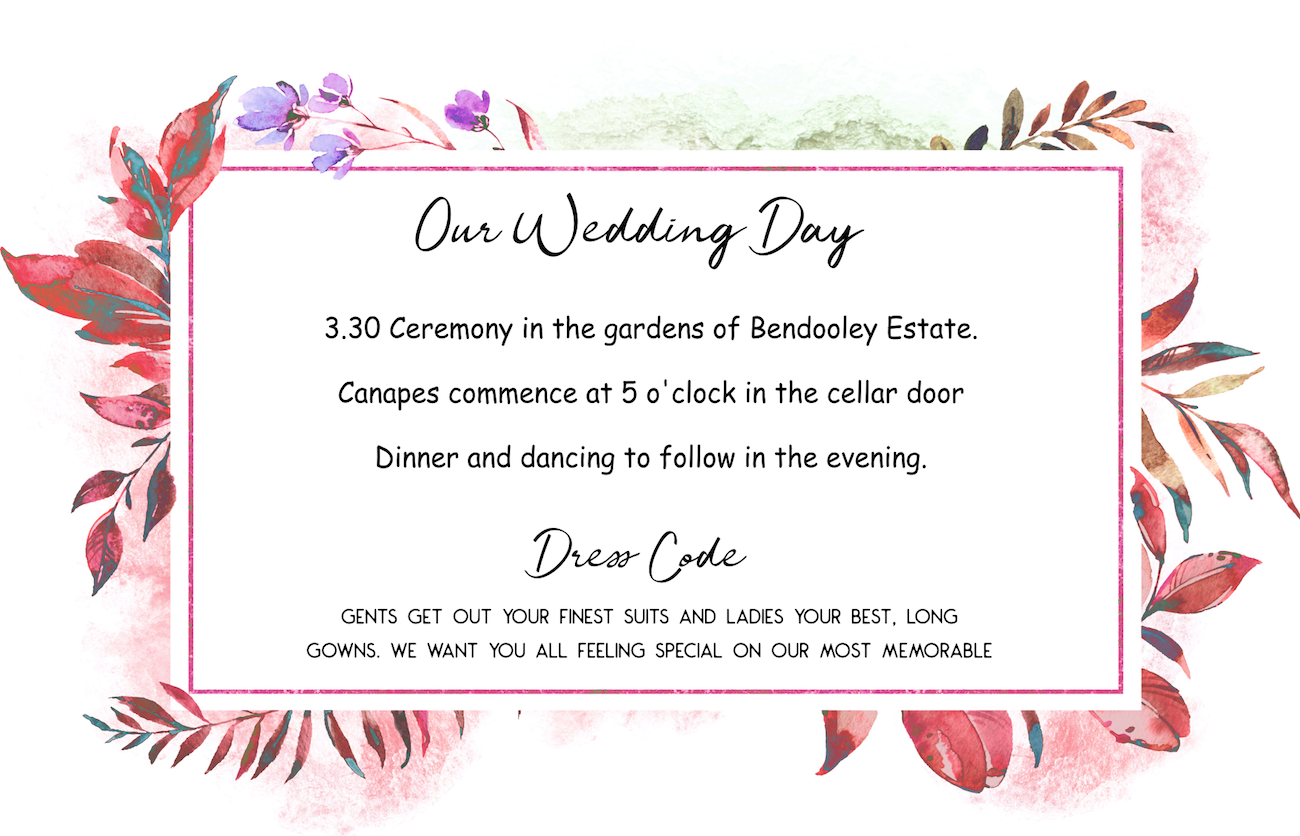 Our Wedding Day
3.30 Ceremony in the gardens of Bendooley Estate.
Canapes commence at 5 o'clock in the cellar door
Dinner and dancing to follow in the evening.
Dress Code
GENTS GET OUT YOUR FINEST SUITS AND LADIES YOUR BEST, LONG
GOWNS. WE WANT YOU ALL FEELING SPECIAL ON OUR MOST MEMORABLE